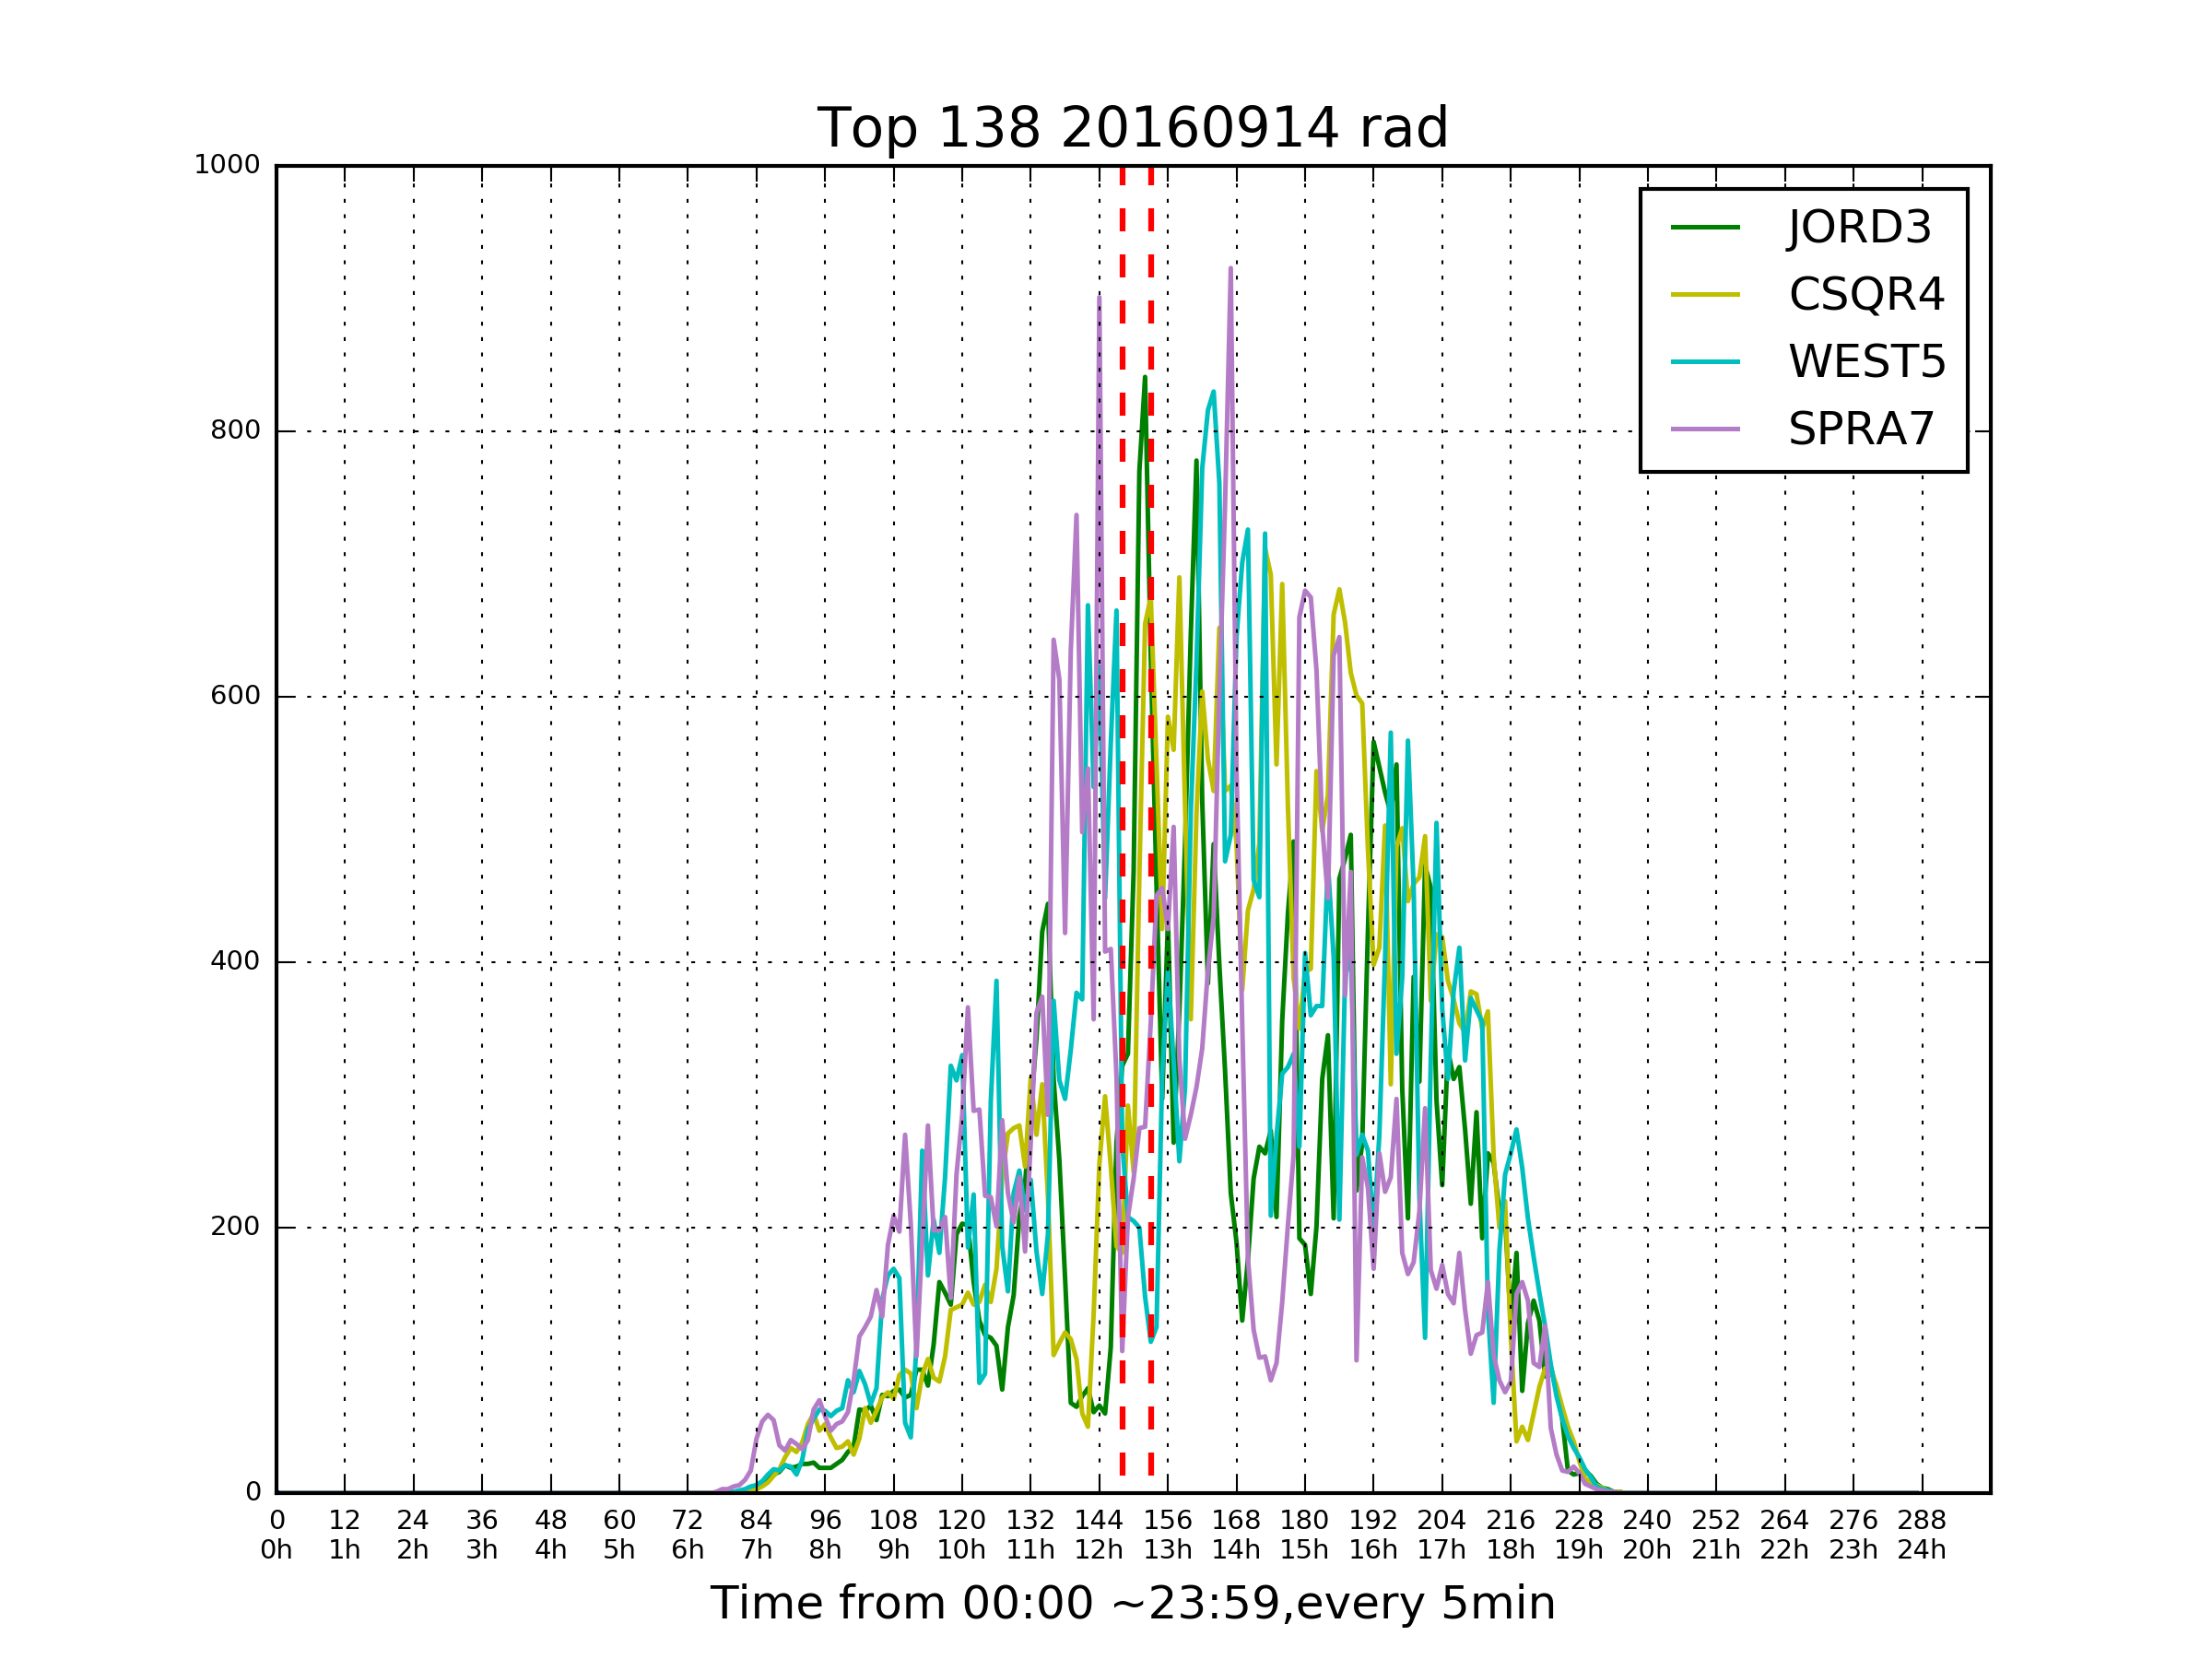 Top 138 20160914 rad
1000
800
600
400
200
0
JORD3
CSQR4
WEST5
SPRA7
0 12 24 36 48 60 72 84 96 108 120 132 144 156 168 180 192 204 216 228 240 252 264 276 288
0h 1h 2h 3h 4h 5h 6h 7h 8h 9h 10h 11h 12h 13h 14h 15h 16h 17h 18h 19h 20h 21h 22h 23h 24h
Time from 00:00 ~23:59,every 5min